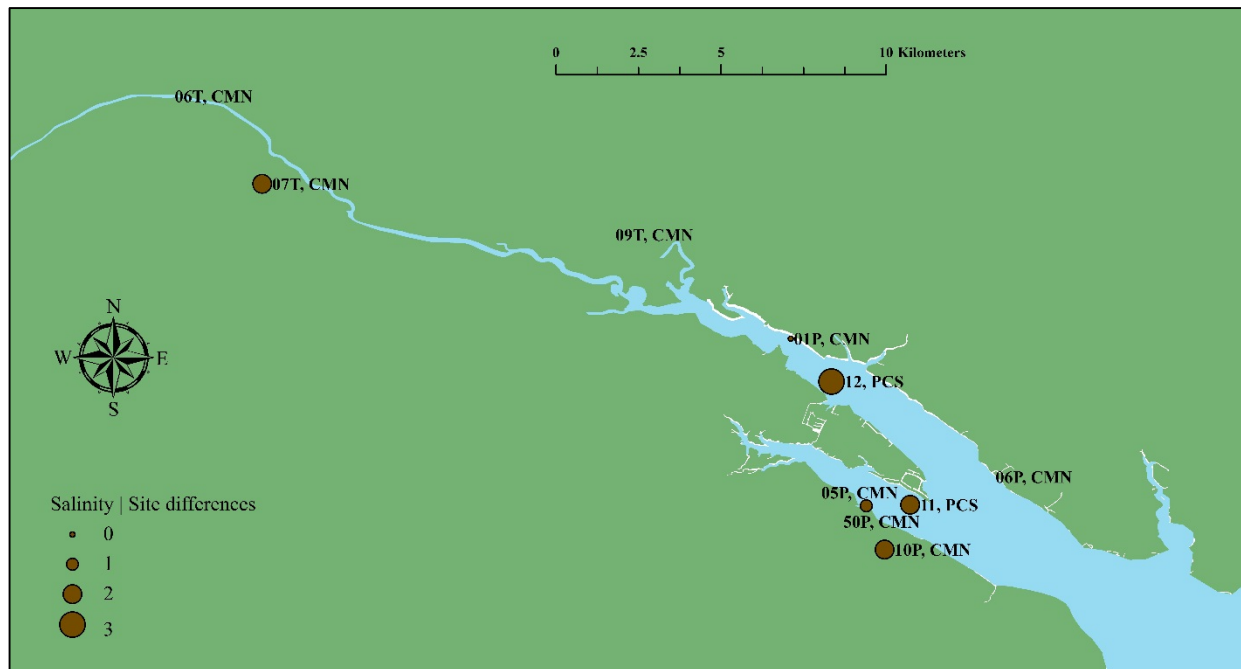 0
2.5
5
10 Kilometers
06T, CMN
07T, CMN
09T, CMN
N
W
E
S
01P, CMN
12, PCS
06P, CMN
05P, CMN
11, PCS
50P, CMN
10P, CMN
Salinity | Site differences
0
1
2
3